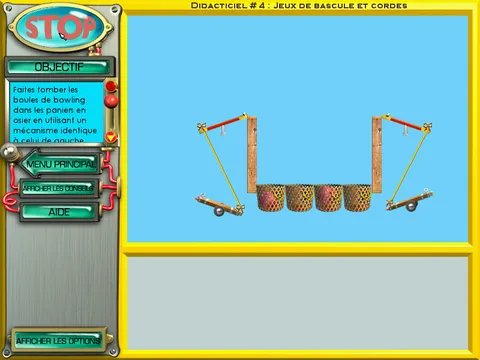 Didacticiel # 4 : Jeux de bascule et cordes
STOP
OBJECTIF
Faites tomber les
boules de bowling
dans les paniers en
osier en utilisant un
mécanisme identique
à celui de gauche
MENU PRINCIPAL
AFFICHER LES CONSEILS
AIDE
AFFICHER LES OPTIONS